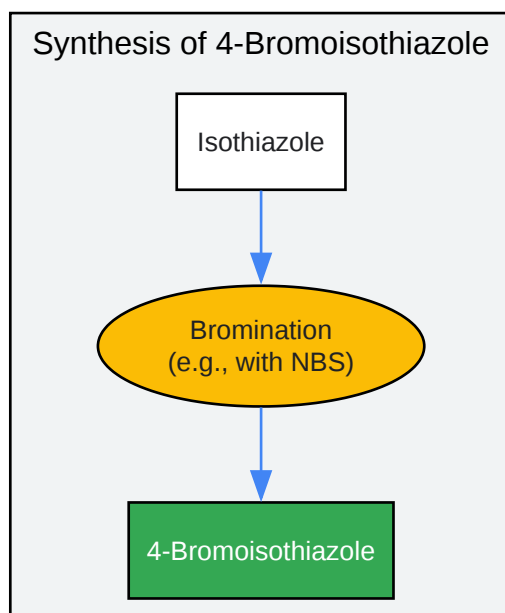 Synthesis of 4-Bromoisothiazole
Isothiazole
Bromination
(e.g., with NBS)
4-Bromoisothiazole